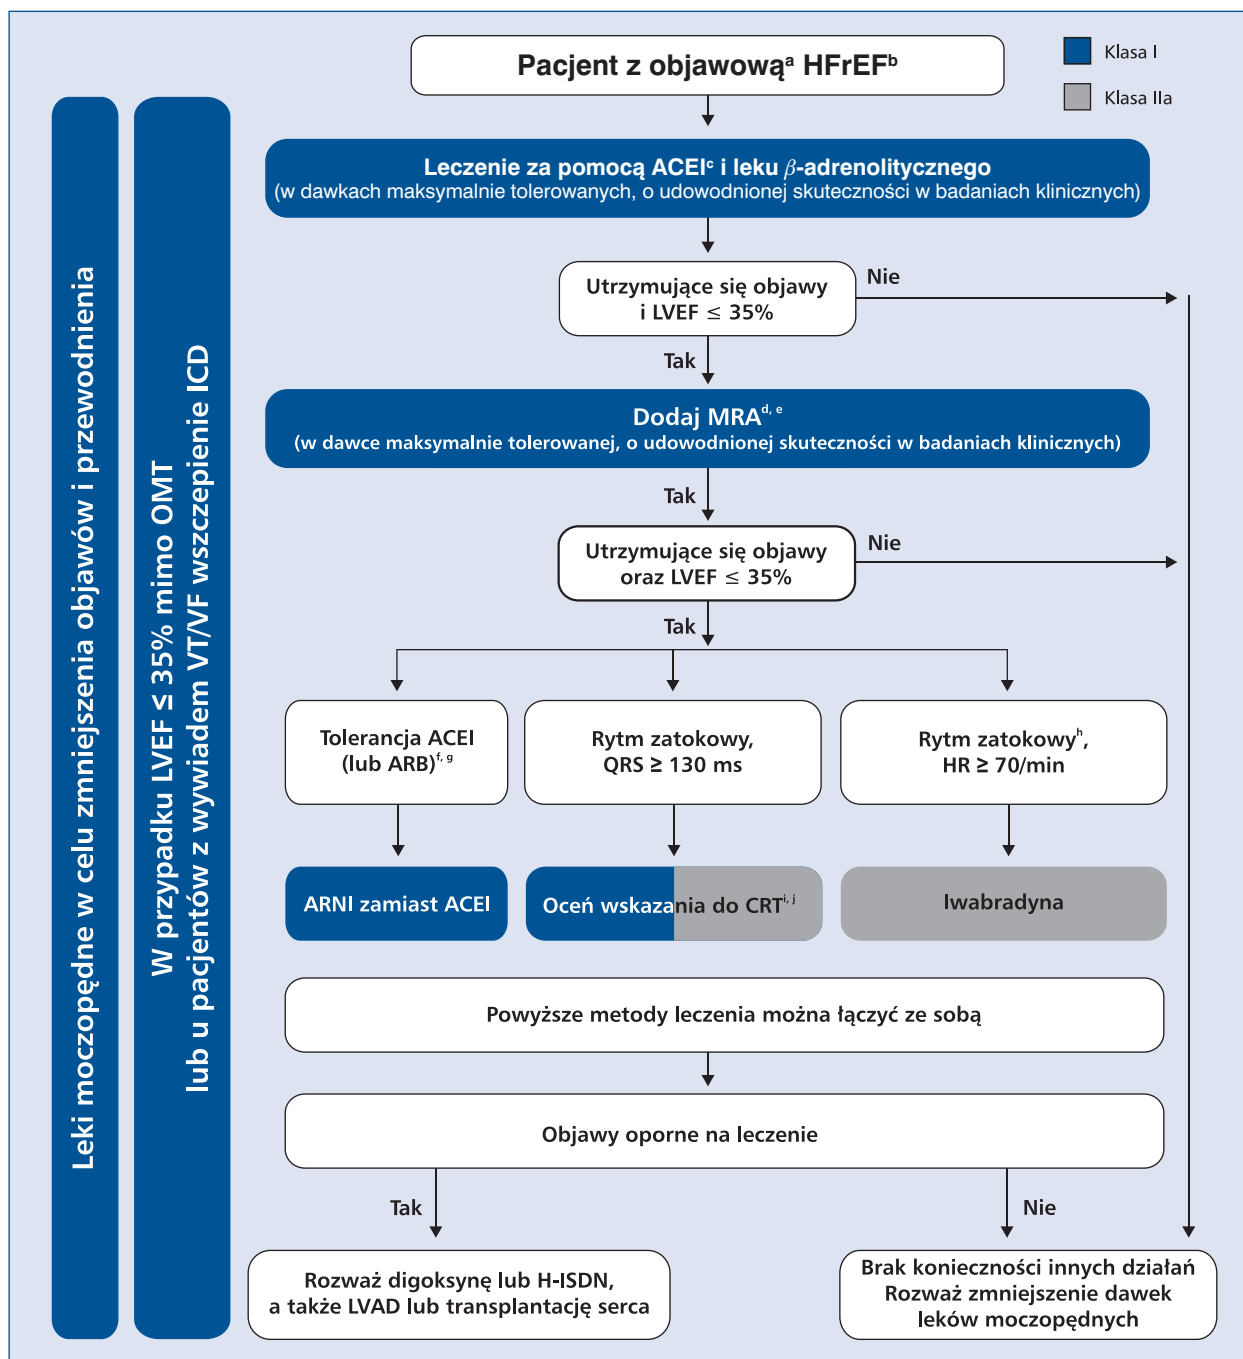 Pacjent z objawowąᵃ HFrEFᵇ
Klasa I
Klasa IIa
Leki moczopędne w celu zmniejszenia objawów i przewodnienia
W przypadku LVEF ≤ 35% mimo OMT
lub u pacjentów z wywiadem VT/VF wszczepienie ICD
Leczenie za pomocą ACEIᶜ i leku β-adrenolitycznego
(w dawkach maksymalnie tolerowanych, o udowodnionej skuteczności w badaniach klinicznych)
Utrzymujące się objawy
i LVEF ≤ 35%
Nie
Tak
Dodaj MRAᵈ, ᵉ
(w dawce maksymalnie tolerowanej, o udowodnionej skuteczności w badaniach klinicznych)
Tak
Utrzymujące się objawy
oraz LVEF ≤ 35%
Nie
Tak
Tolerancja ACEI
(lub ARB)ᶠ, ᵍ
Rytm zatokowy,
QRS ≥ 130 ms
Rytm zatokowyʰ,
HR ≥ 70/min
ARNI zamiast ACEI
Oceń wskazania do CRTⁱ, ʲ
Iwabradyna
Powyższe metody leczenia można łączyć ze sobą
Objawy oporne na leczenie
Tak
Nie
Rozważ digoksynę lub H-ISDN,
a także LVAD lub transplantację serca
Brak konieczności innych działań
Rozważ zmniejszenie dawek
leków moczopędnych